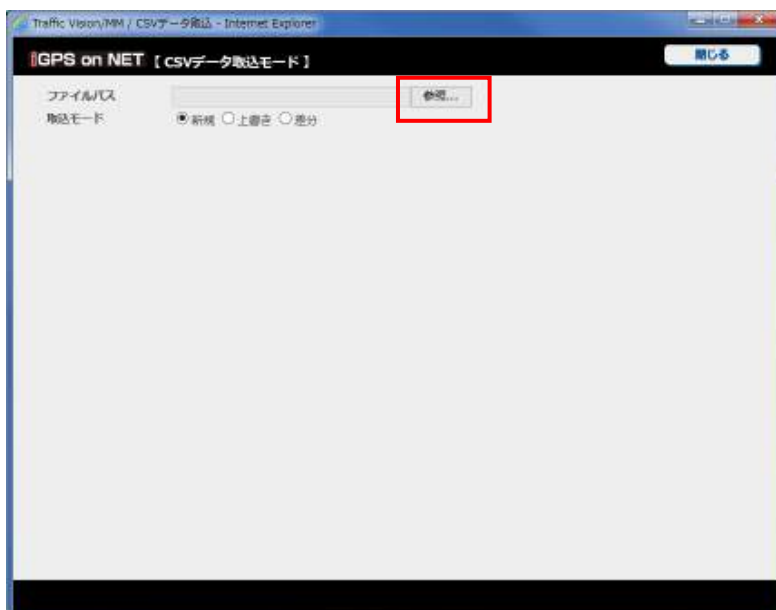 Traffic Vision/MM / CSVデータ取込 - Internet Explorer
iGPS on NET 【 CSVデータ取込モード 】
閉じる
ファイルパス
参照...
取込モード
新規 上書き 差分